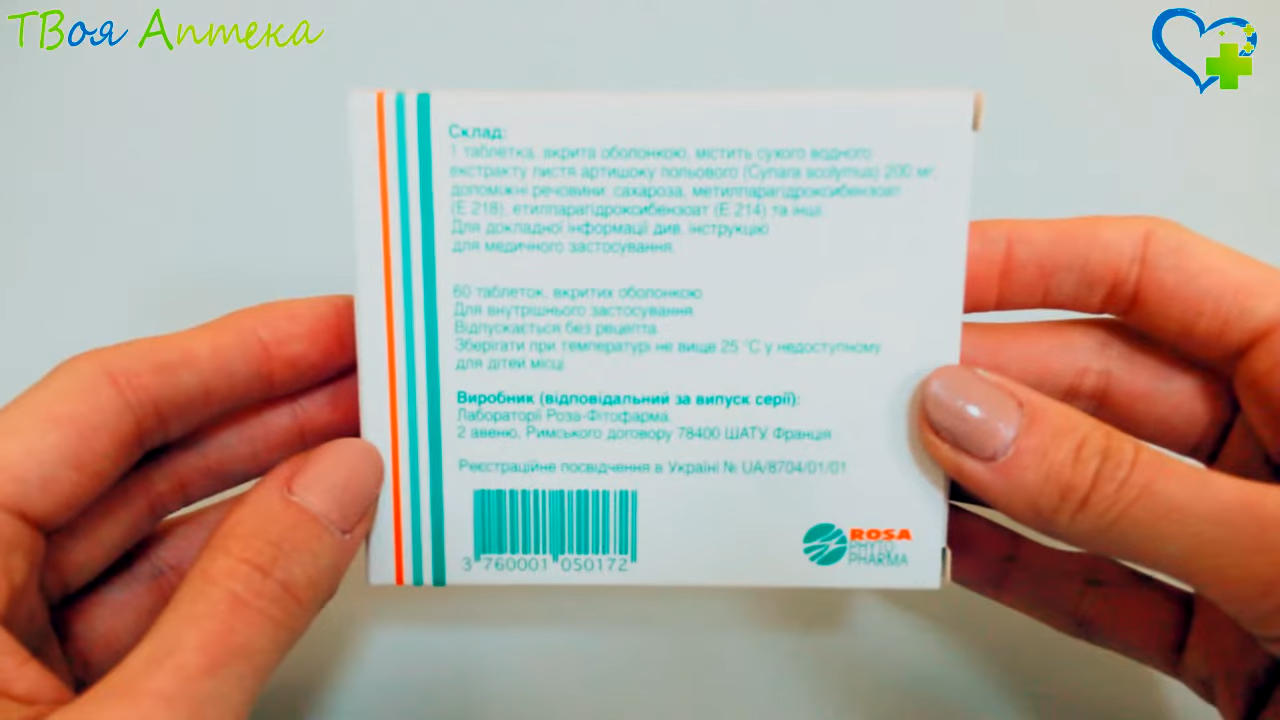 ТВоя Аптека
Склад:
1 таблетка, вкрита оболонкою, містить сухого водного
екстракту листя артишоку польового (Cynara scolymus) 200 мг,
допоміжні речовини: сахароза, метилпарагідроксибензоат
(Е 218), етилпарагідроксибензоат (Е 214) та інші.
Для докладної інформації див. інструкцію
для медичного застосування.
60 таблеток, вкритих оболонкою
Для внутрішнього застосування.
Відпускається без рецепта.
Зберігати при температурі не вище 25 °С у недоступному
для дітей місці.
Виробник (відповідальний за випуск серії):
Лабораторії Роза-Фітофарма.
2 авеню, Римського договору 78400 ШАТУ, Франція
Реєстраційне посвідчення в Україні № UA/8704/01/01
3 760001 050172
ROSA
PHYTO
PHARMA